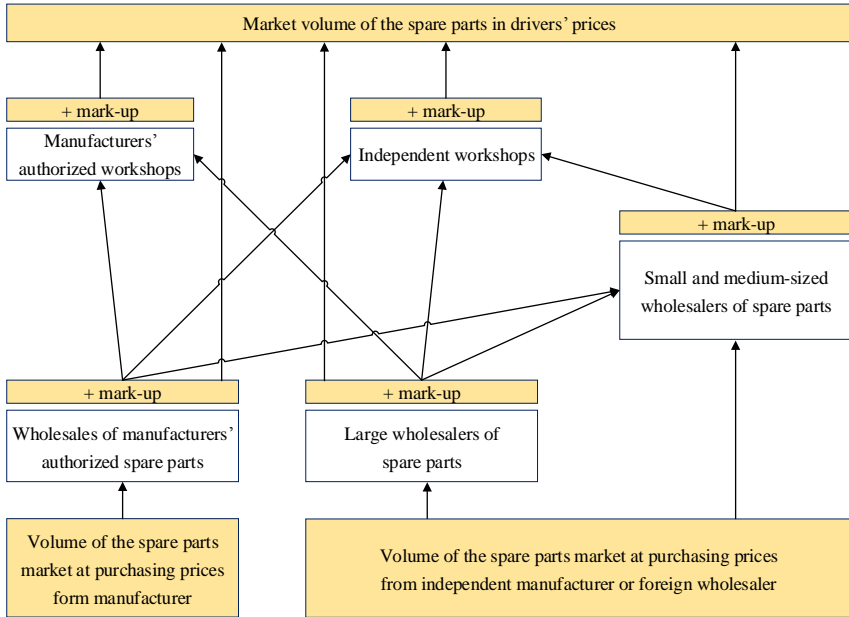 Market volume of the spare parts in drivers’ prices
+ mark-up
+ mark-up
Manufacturers’
authorized workshops
Independent workshops
+ mark-up
Small and medium-sized
wholesalers of spare parts
+ mark-up
+ mark-up
Wholesales of manufacturers’
authorized spare parts
Large wholesalers of
spare parts
Volume of the spare parts
market at purchasing prices
form manufacturer
Volume of the spare parts market at purchasing prices
from independent manufacturer or foreign wholesaler